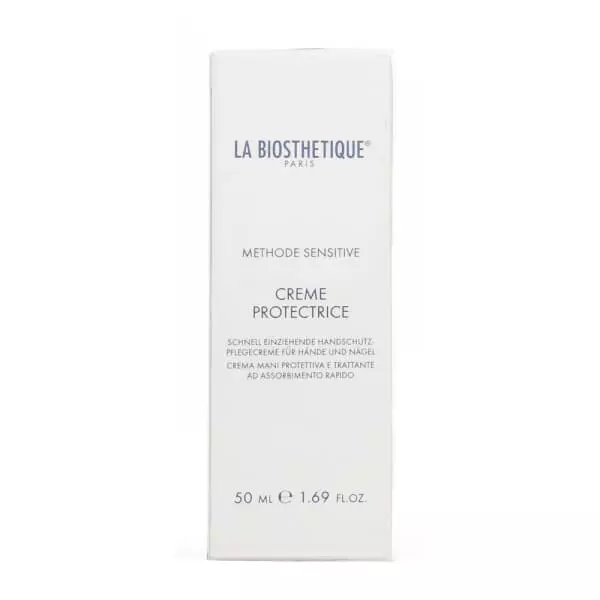 LA BIOSTHETIQUE®
PARIS
METHODE SENSITIVE
CREME
PROTECTRICE
SCHNELL EINZIEHENDE HANDSCHUTZ-
PFLEGECREME FÜR HÄNDE UND NÄGEL
CREMA MANI PROTETTIVA E TRATTANTE
AD ASSORBIMENTO RAPIDO
50 ML ℮ 1.69 FL.OZ.